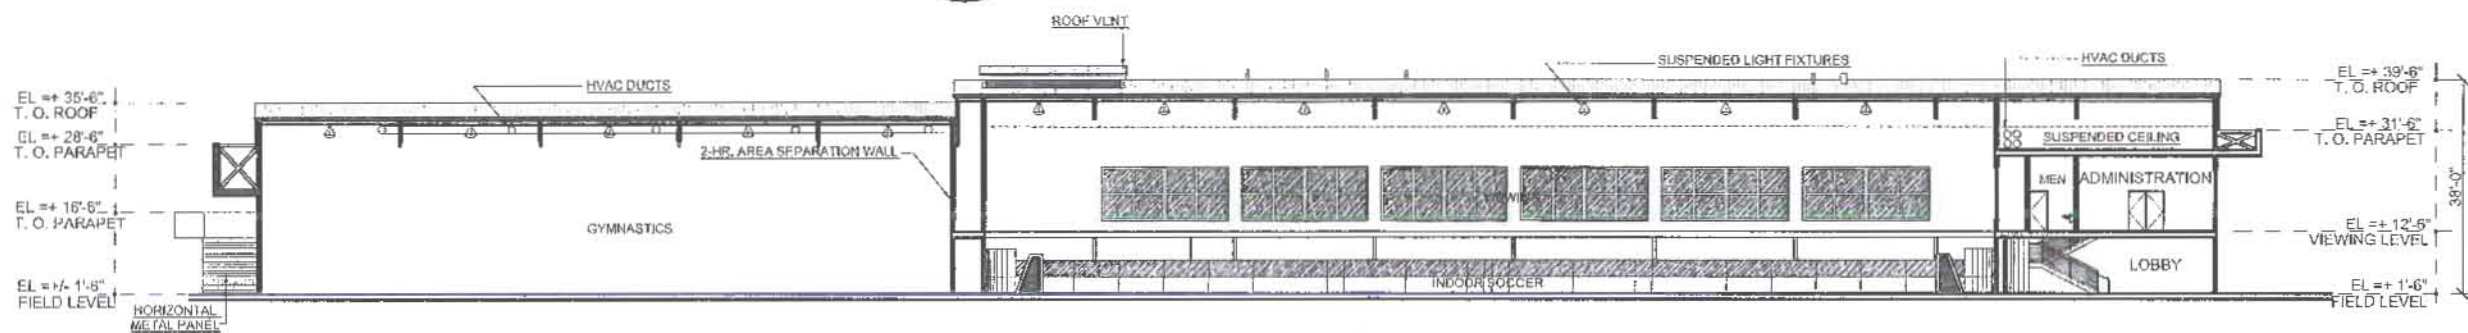 ROOF VENT
SUSPENDED LIGHT FIXTURES
HVAC DUCTS
EL =+ 39'-6"
T. O. ROOF
HVAC DUCTS
EL =+ 35'-6"
T. O. ROOF
EL =+ 31'-6"
T. O. PARAPET
EL =+ 28'-6"
T. O. PARAPET
SUSPENDED CEILING
2-HR. AREA SEPARATION WALL
MEN
ADMINISTRATION
38'-0"
EL =+ 16'-6"
T. O. PARAPET
GYMNASTICS
EL =+ 12'-6"
VIEWING LEVEL
LOBBY
INDOOR SOCCER
EL =+/- 1'-6"
FIELD LEVEL
EL =+ 1'-6"
FIELD LEVEL
HORIZONTAL
METAL PANEL